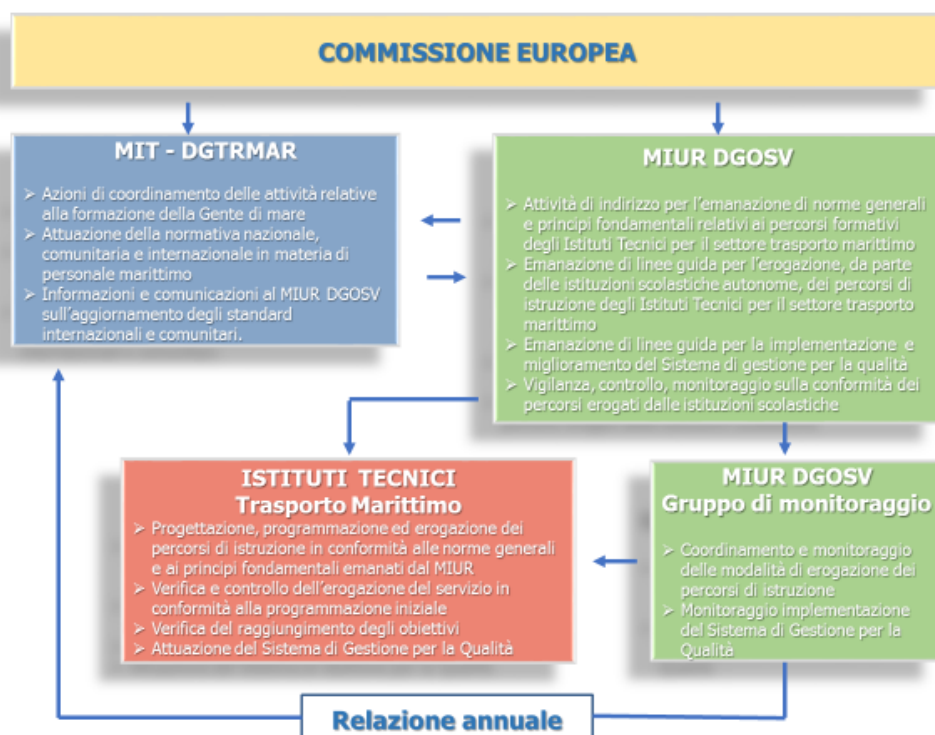 COMMISSIONE EUROPEA
MIT - DGTRMAR
➢ Azioni di coordinamento delle attività relative
alla formazione della Gente di mare
➢ Attuazione della normativa nazionale,
comunitaria e internazionale in materia di
personale marittimo
➢ Informazioni e comunicazioni al MIUR DGOSV
sull'aggiornamento degli standard
internazionali e comunitari.
MIUR DGOSV
➢ Attività di indirizzo per l'emanazione di norme generali
e principi fondamentali relativi ai percorsi formativi
degli Istituti Tecnici per il settore trasporto marittimo
➢ Emanazione di linee guida per l'erogazione, da parte
delle istituzioni scolastiche autonome, dei percorsi di
istruzione degli Istituti Tecnici per il settore trasporto
marittimo
➢ Emanazione di linee guida per la implementazione e
miglioramento del Sistema di gestione per la qualità
➢ Vigilanza, controllo, monitoraggio sulla conformità dei
percorsi erogati dalle istituzioni scolastiche
ISTITUTI TECNICI
Trasporto Marittimo
➢ Progettazione, programmazione ed erogazione dei
percorsi di istruzione in conformità alle norme generali
e ai principi fondamentali emanati dal MIUR
➢ Verifica e controllo dell'erogazione del servizio in
conformità alla programmazione iniziale
➢ Verifica del raggiungimento degli obiettivi
➢ Attuazione del Sistema di Gestione per la Qualità
MIUR DGOSV
Gruppo di monitoraggio
➢ Coordinamento e monitoraggio
delle modalità di erogazione dei
percorsi di istruzione
➢ Monitoraggio implementazione
del Sistema di Gestione per la
Qualità
Relazione annuale